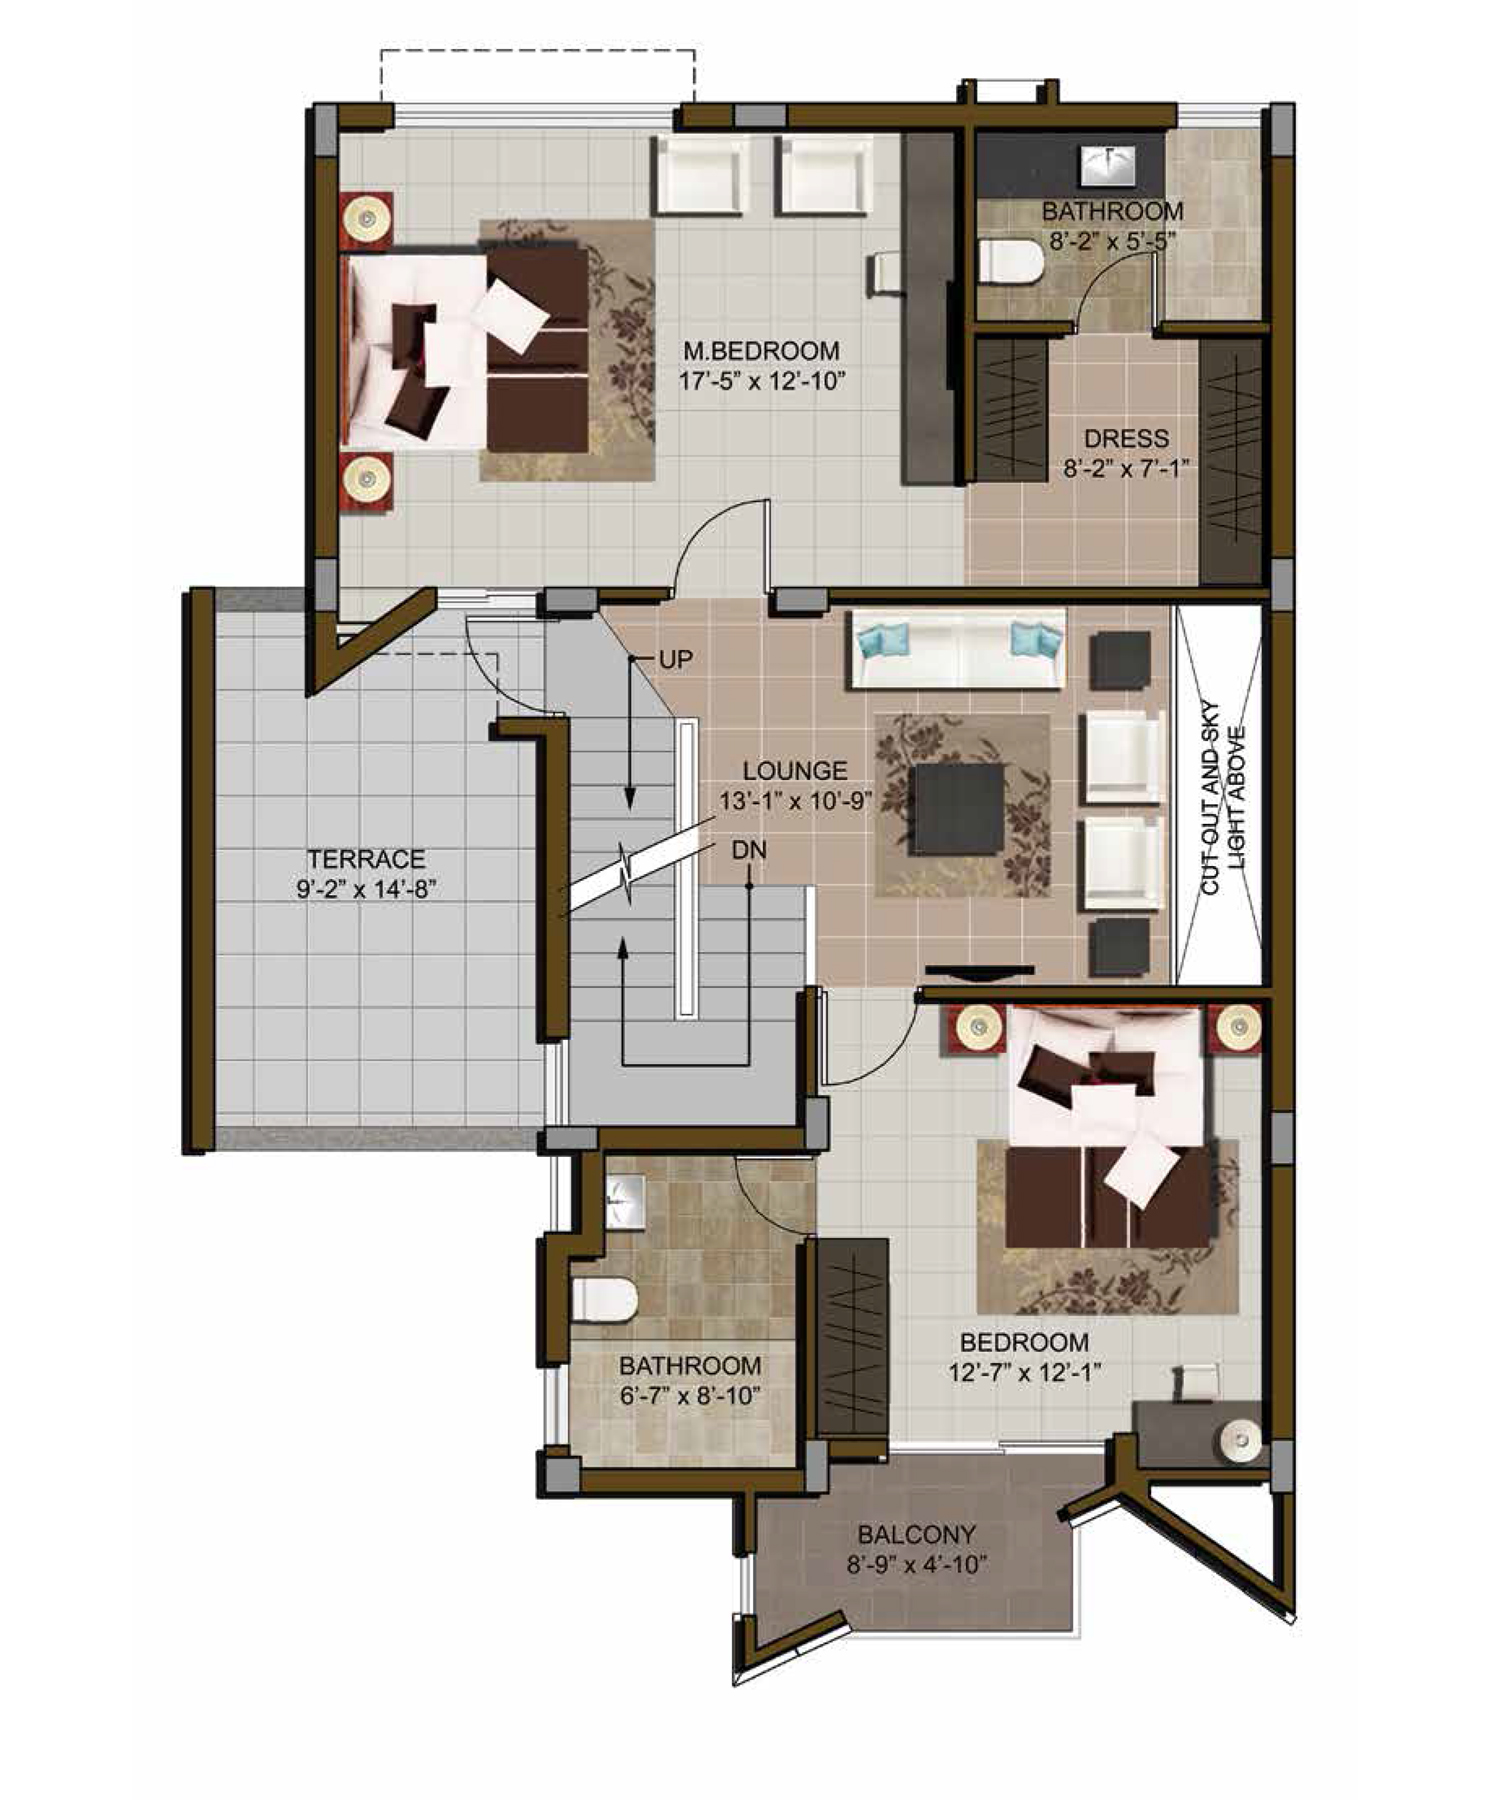 BATHROOM
8'-2” x 5'-5”
M.BEDROOM
17'-5” x 12'-10”
DRESS
8'-2” x 7'-1”
UP
LOUNGE
13'-1” x 10'-9”
DN
CUT OUT AND SKY
LIGHT ABOVE
TERRACE
9'-2” x 14'-8”
BEDROOM
12'-7” x 12'-1”
BATHROOM
6'-7” x 8'-10”
BALCONY
8'-9” x 4'-10”